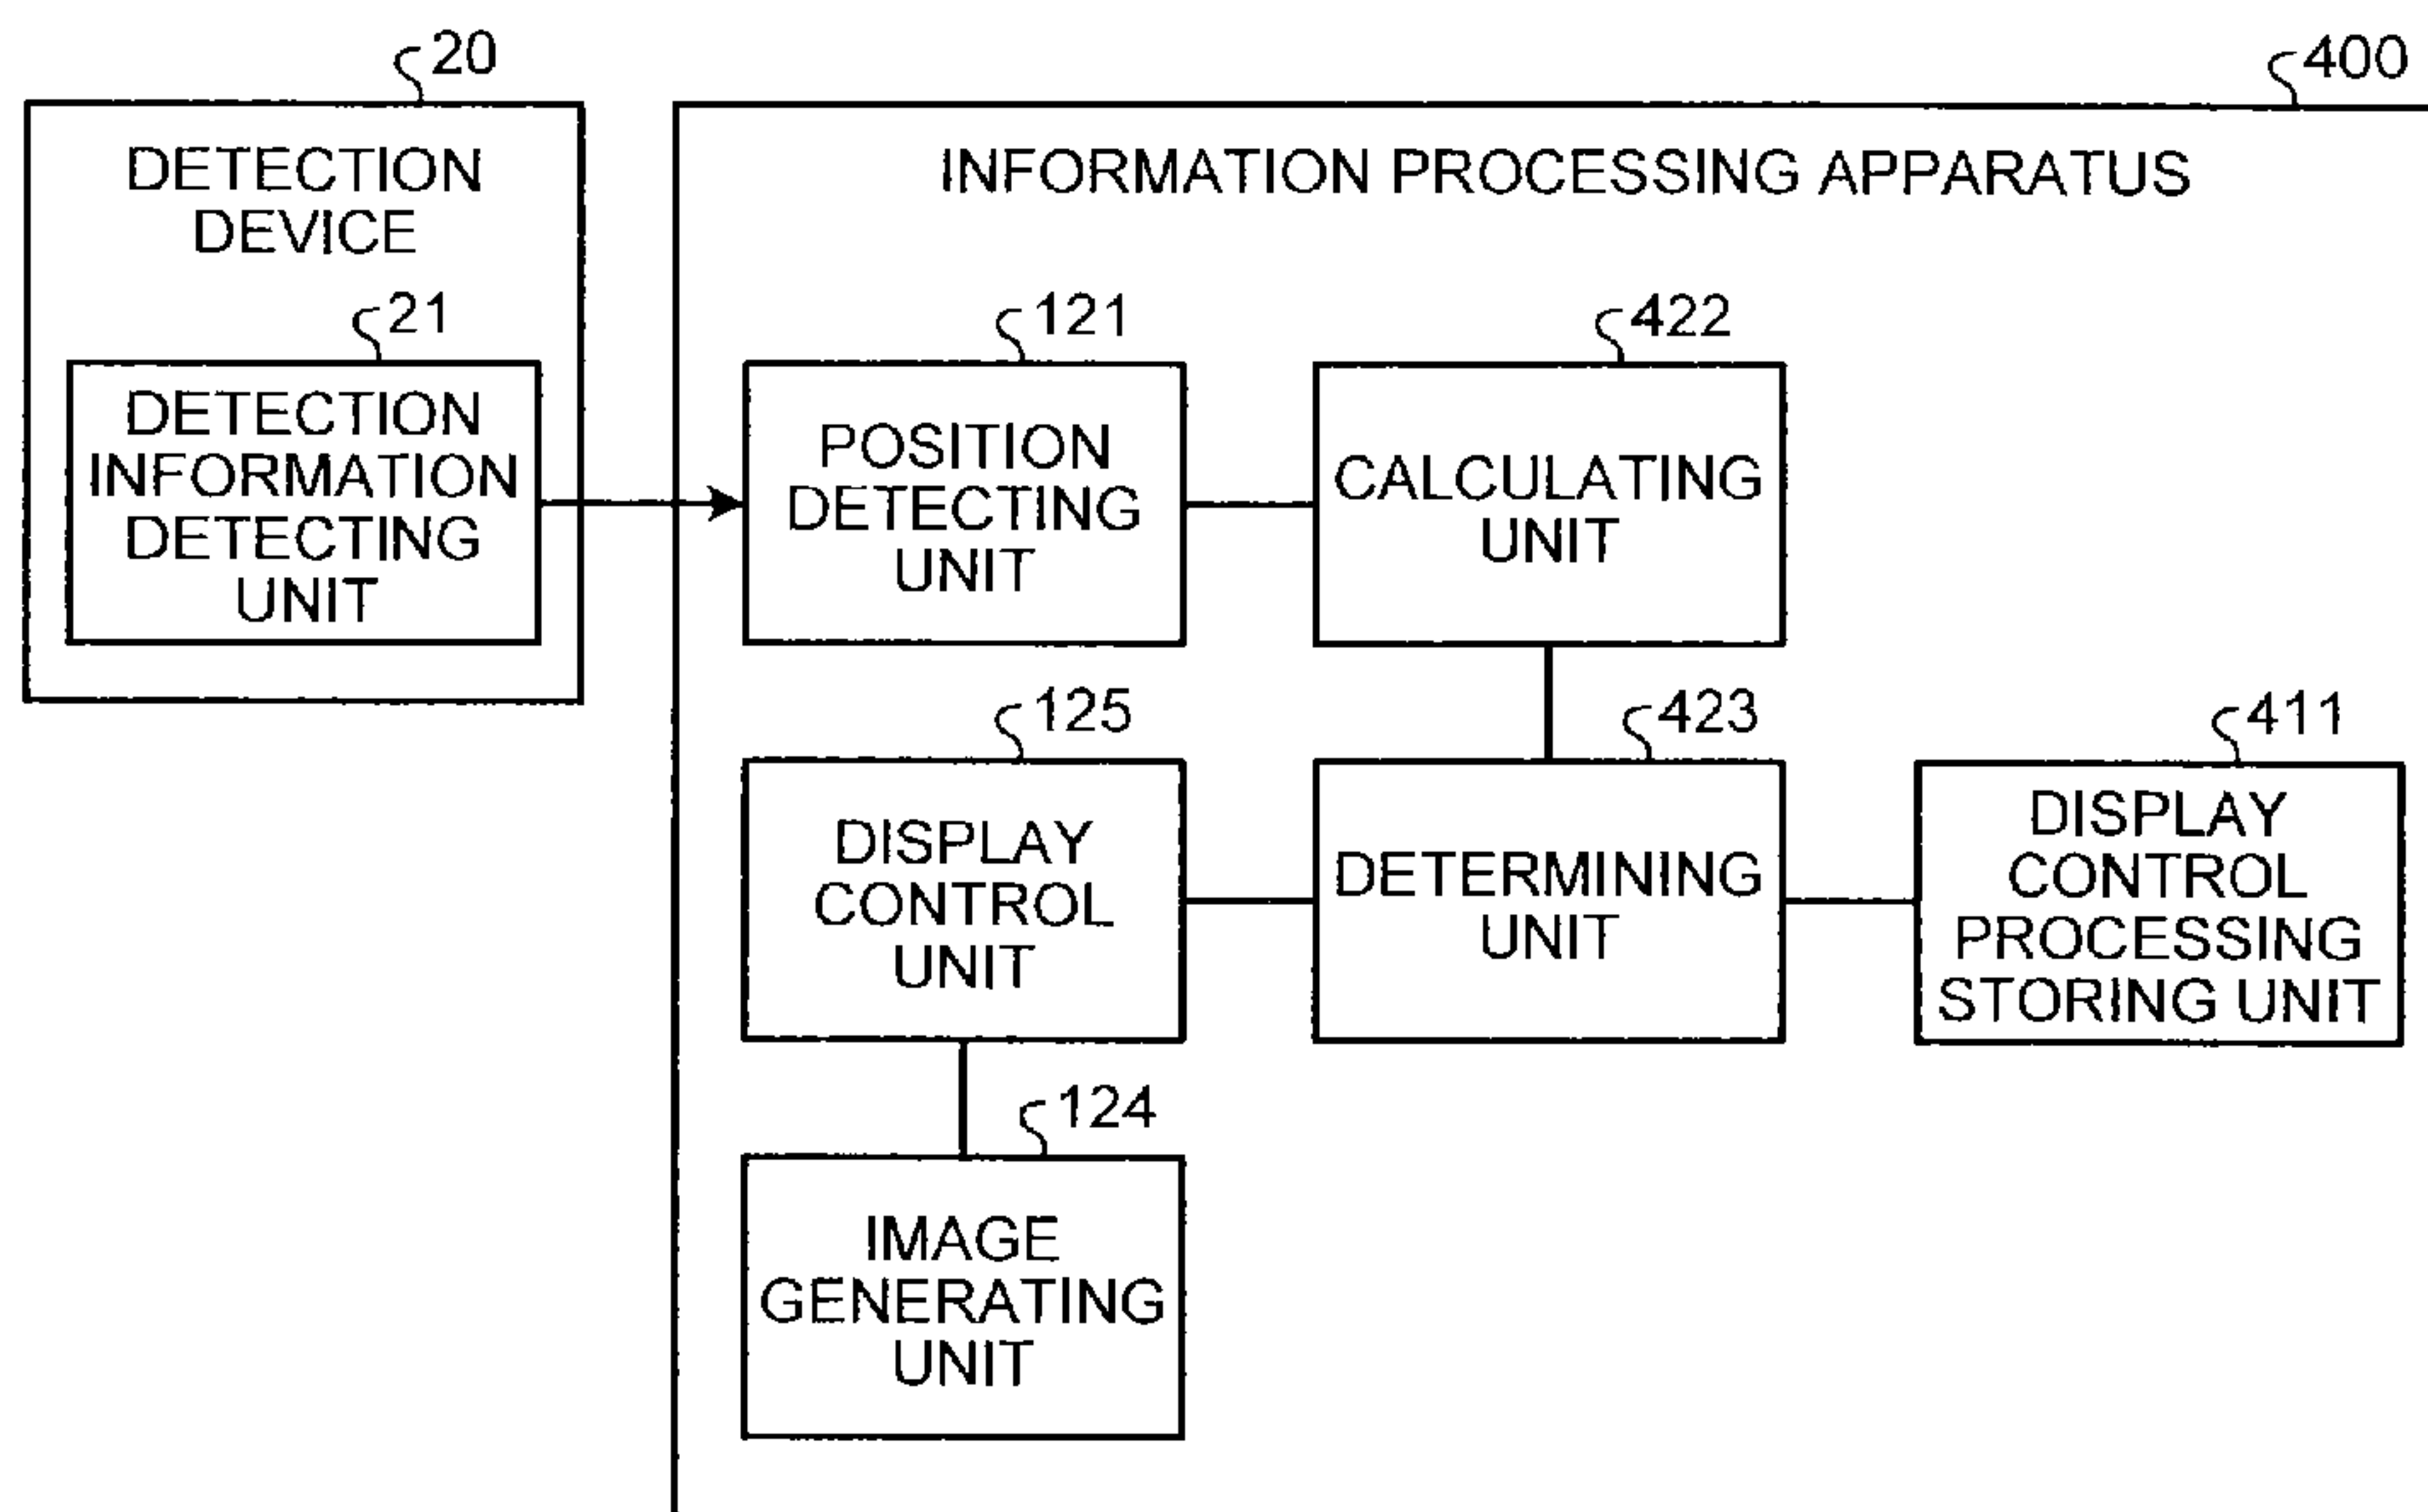 20
DETECTION
DEVICE
21
DETECTION
INFORMATION
DETECTING
UNIT
400
INFORMATION PROCESSING APPARATUS
121
POSITION
DETECTING
UNIT
422
CALCULATING
UNIT
125
DISPLAY
CONTROL
UNIT
423
DETERMINING
UNIT
411
DISPLAY
CONTROL
PROCESSING
STORING UNIT
124
IMAGE
GENERATING
UNIT